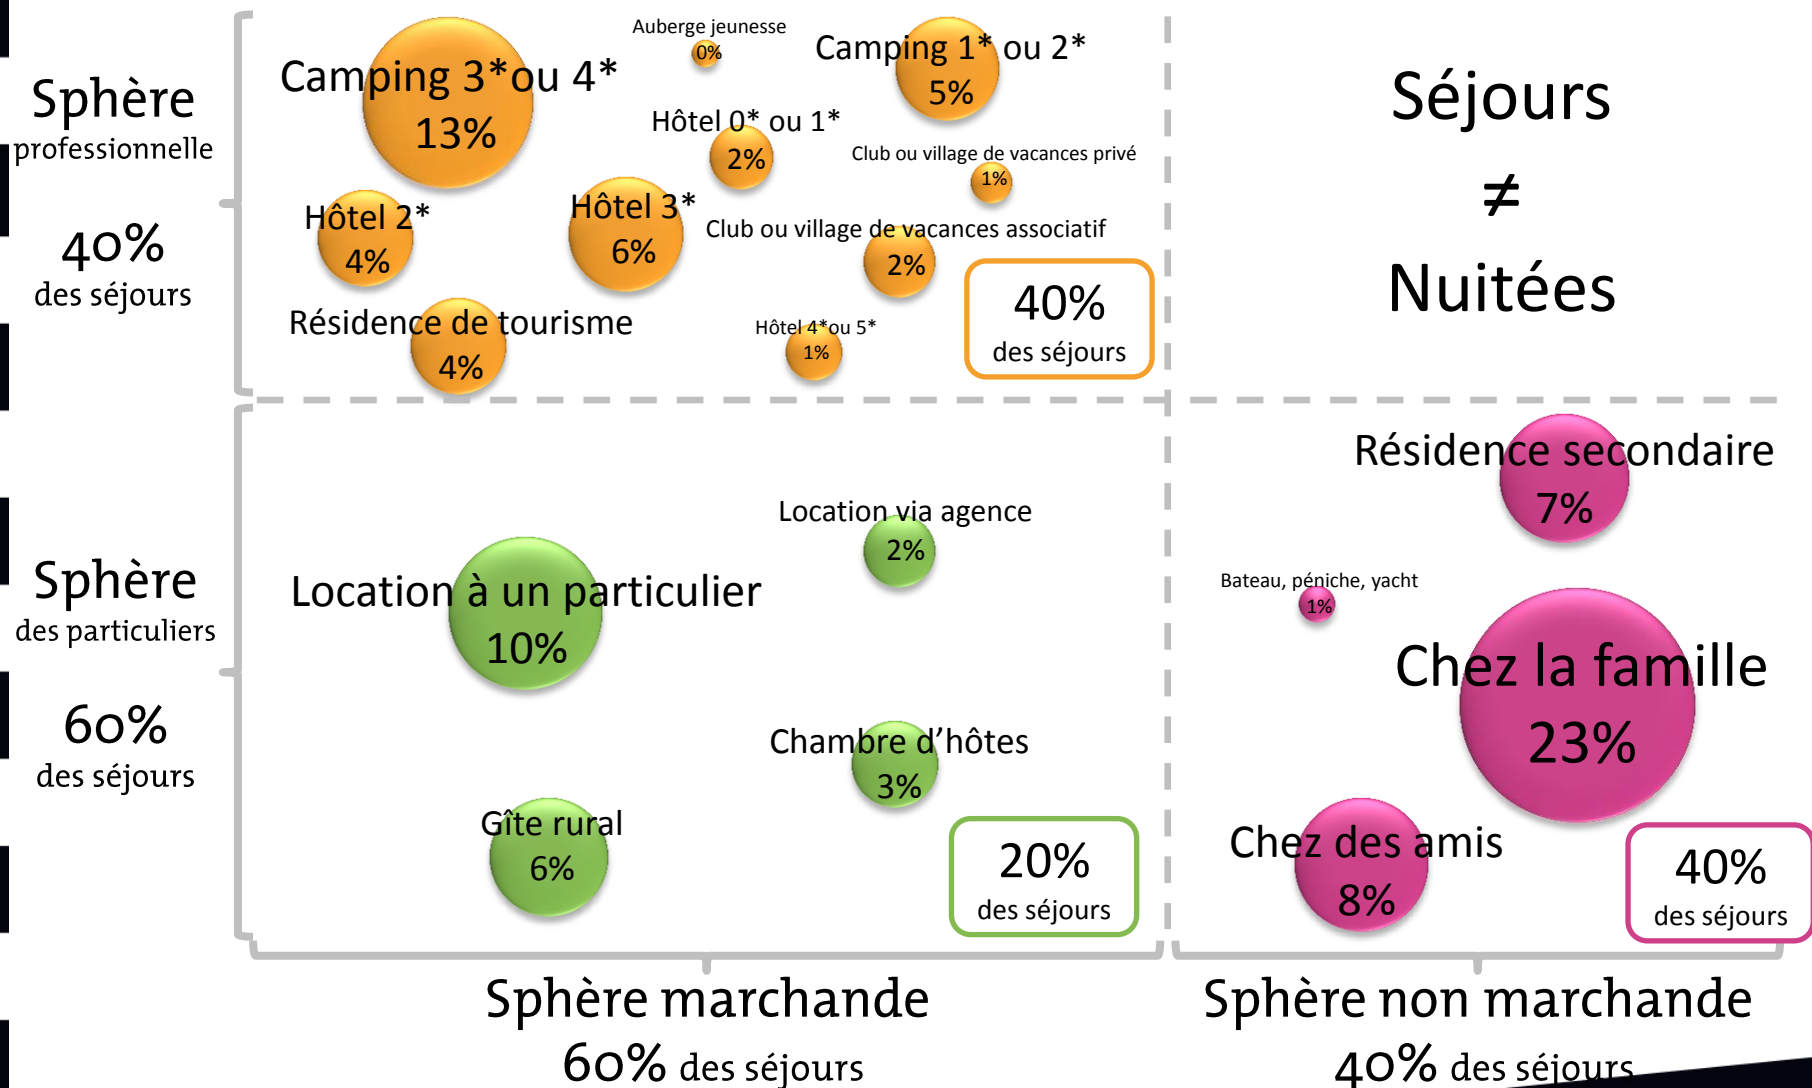 Sphère
professionnelle
40%
des séjours
Camping 3*ou 4*
13%
Auberge jeunesse
0%
Camping 1* ou 2*
5%
Hôtel 0* ou 1*
2%
Club ou village de vacances privé
1%
Hôtel 2*
4%
Hôtel 3*
6%
Club ou village de vacances associatif
2%
Résidence de tourisme
4%
Hôtel 4*ou 5*
1%
40%
des séjours
Séjours
≠
Nuitées
Sphère
des particuliers
60%
des séjours
Location à un particulier
10%
Location via agence
2%
Chambre d’hôtes
3%
Gîte rural
6%
20%
des séjours
Résidence secondaire
7%
Bateau, péniche, yacht
1%
Chez la famille
23%
Chez des amis
8%
40%
des séjours
Sphère marchande
60% des séjours
Sphère non marchande
40% des séjours